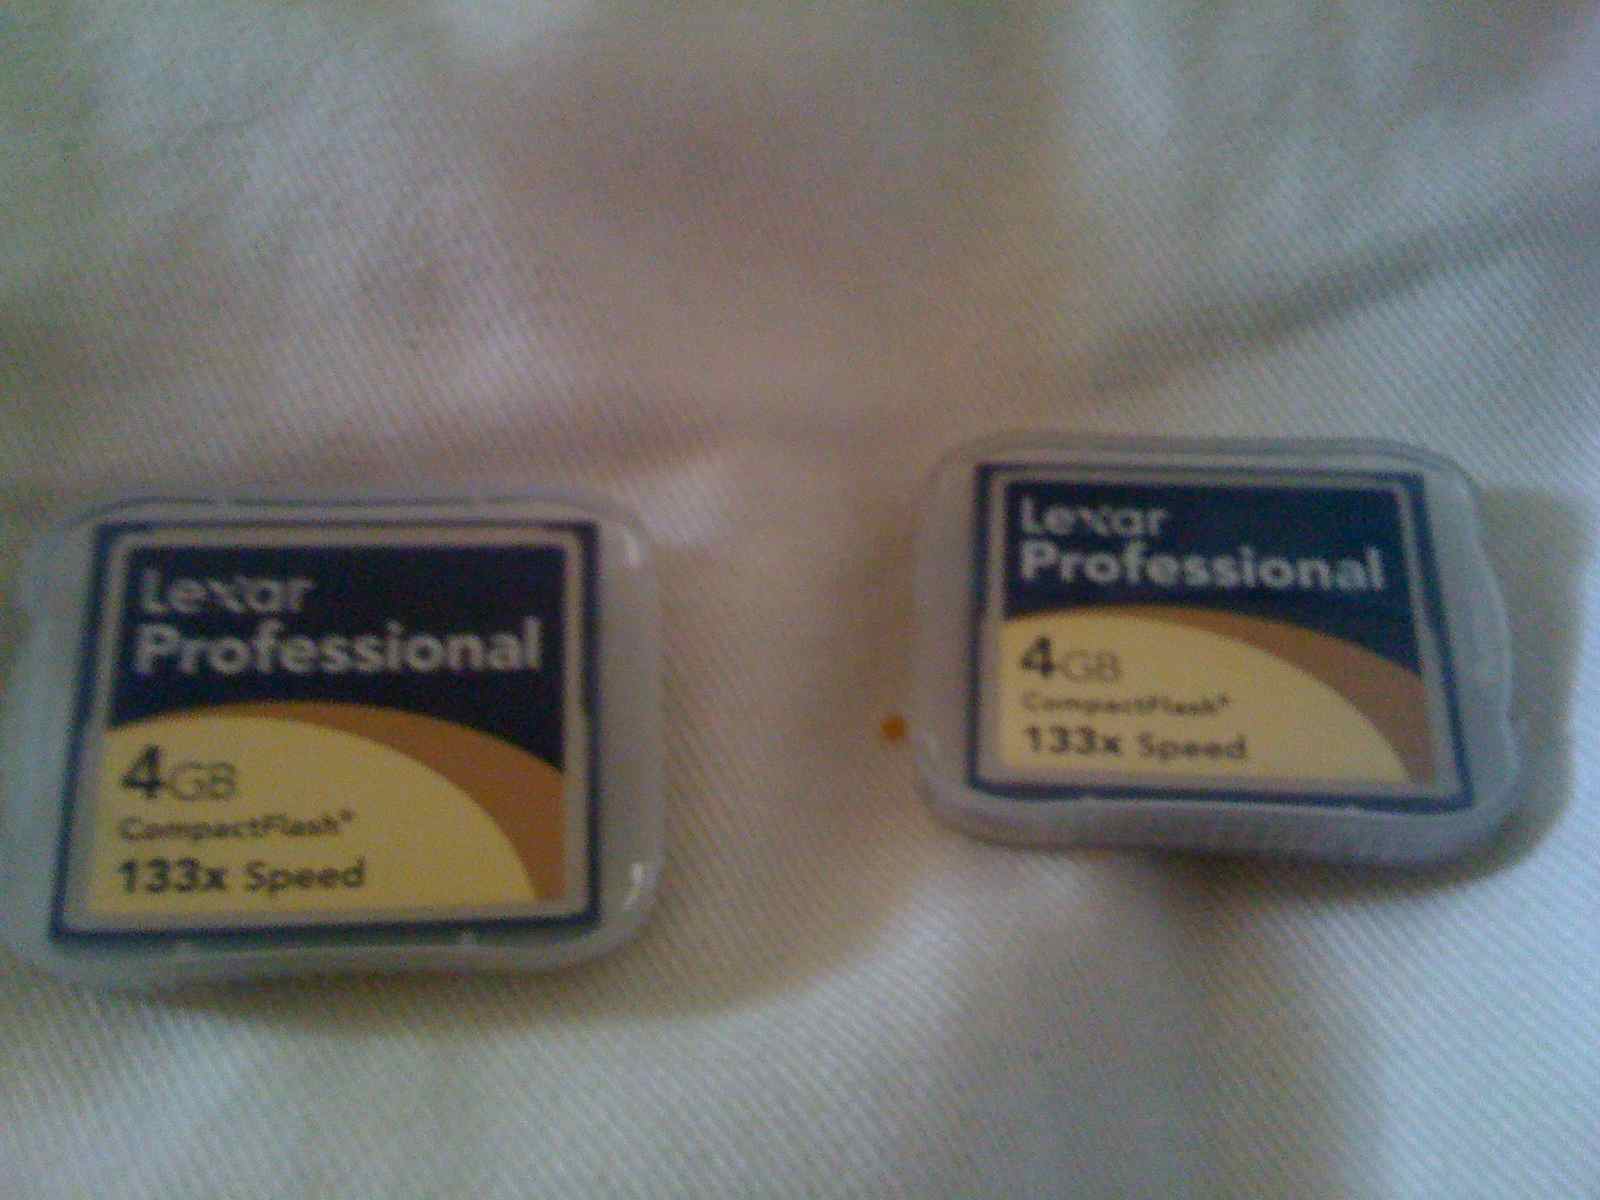 Lexar
Professional
4GB
CompactFlash®
133x Speed
Lexar
Professional
4GB
CompactFlash®
133x Speed